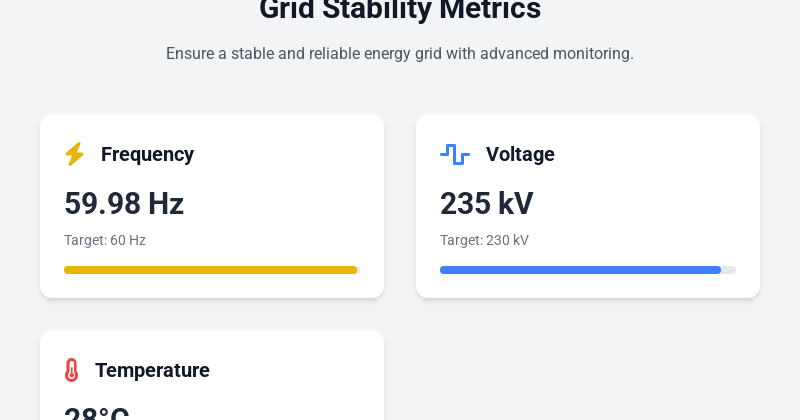 Grid Stability Metrics
Ensure a stable and reliable energy grid with advanced monitoring.
Frequency
59.98 Hz
Target: 60 Hz
Voltage
235 kV
Target: 230 kV
Temperature
28°C